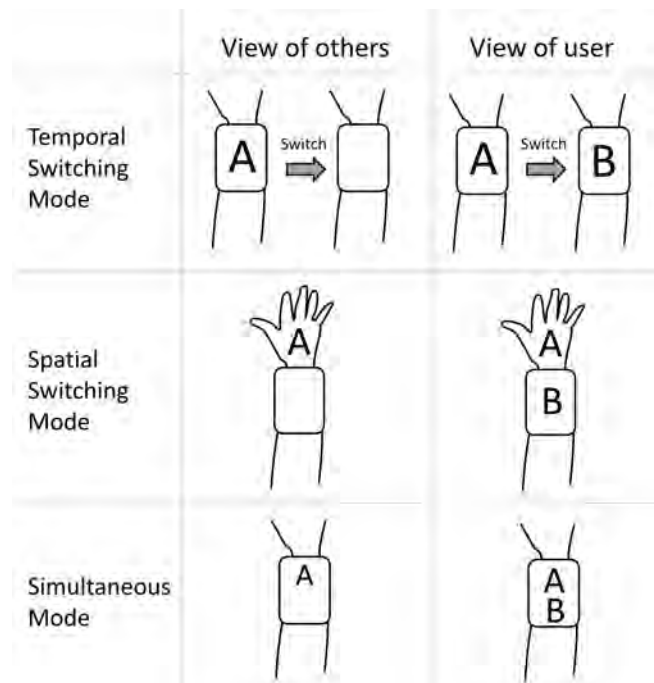 View of others View of user
Temporal
Switching
Mode
A Switch A Switch B
Spatial
Switching
Mode
A A
B
Simultaneous
Mode
A A
B